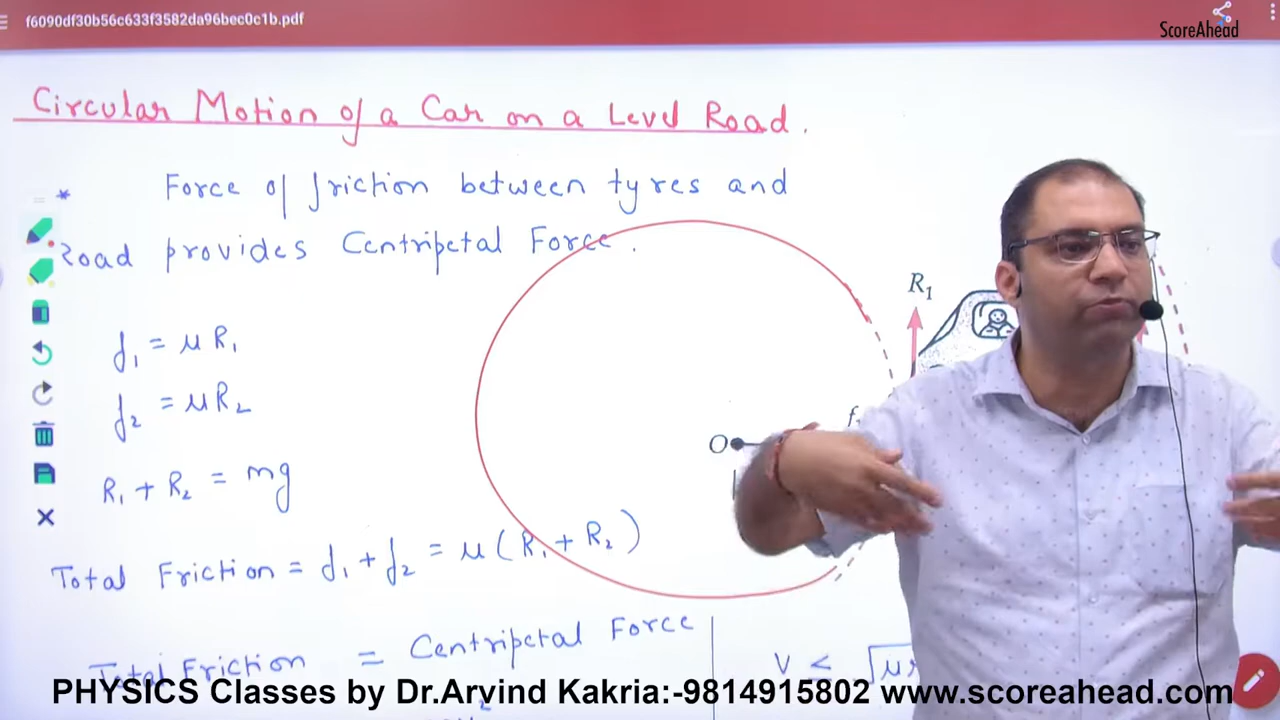 f6090df30b56c633f3582da96bec0c1b.pdf
ScoreAhead
Circular Motion of a Car on a Level Road.
* Force of friction between tyres and
Road provides Centripetal Force.
f₁ = μ R₁
f₂ = μR₂
R₁ + R₂ = mg
Total Friction = f₁ + f₂ = μ ( R₁ + R₂ )
Total Friction = Centripetal Force
R₁
O
V ≤ √μr
PHYSICS Classes by Dr.Arvind Kakria:-9814915802 www.scoreahead.com